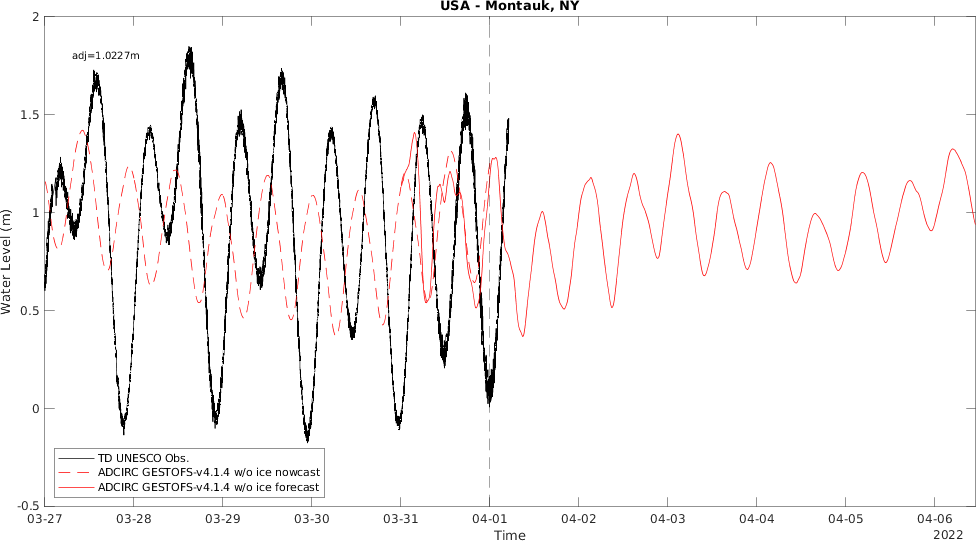 USA - Montauk, NY
adj=1.0227m
Water Level (m)
2
1.5
1
0.5
0
-0.5
TD UNESCO Obs.
ADCIRC GESTOFS-v4.1.4 w/o ice nowcast
ADCIRC GESTOFS-v4.1.4 w/o ice forecast
03-27 03-28 03-29 03-30 03-31 04-01 04-02 04-03 04-04 04-05 04-06
Time
2022